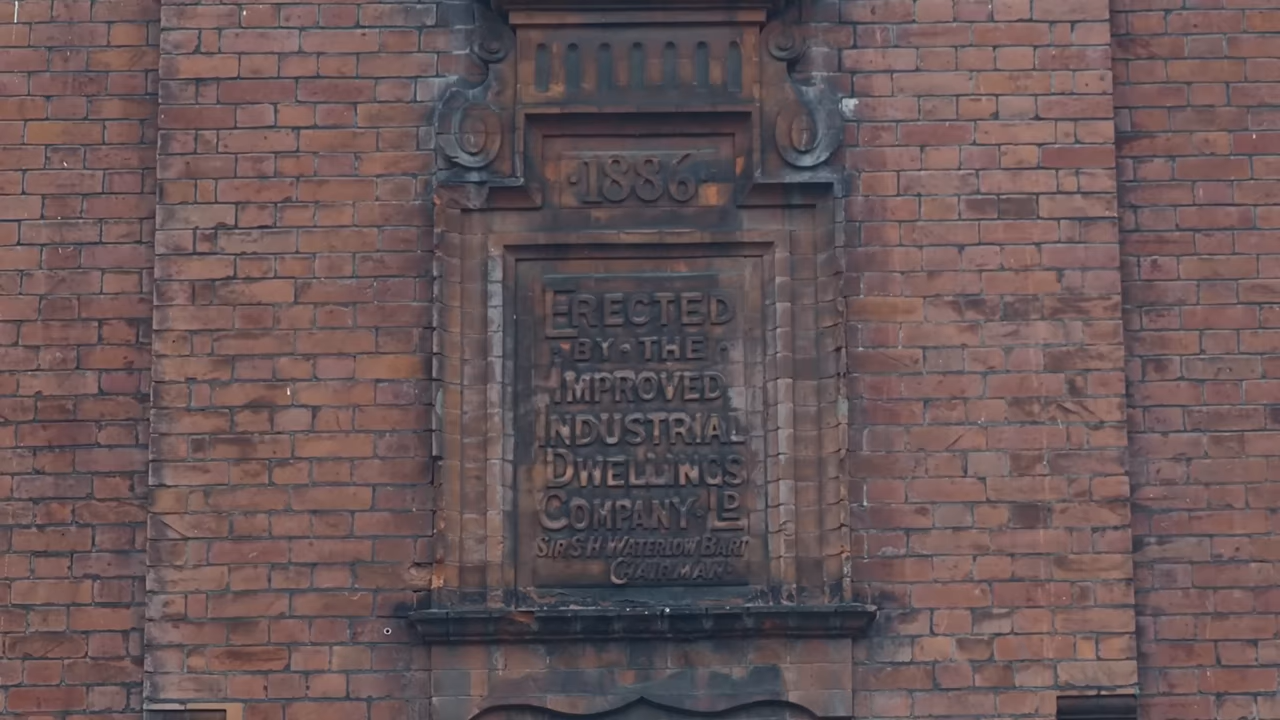 ·1886·
ERECTED
·BY·THE·
IMPROVED
INDUSTRIAL
DWELLINGS
COMPANY·LD
SIR S H WATERLOW BART
CHAIRMAN·